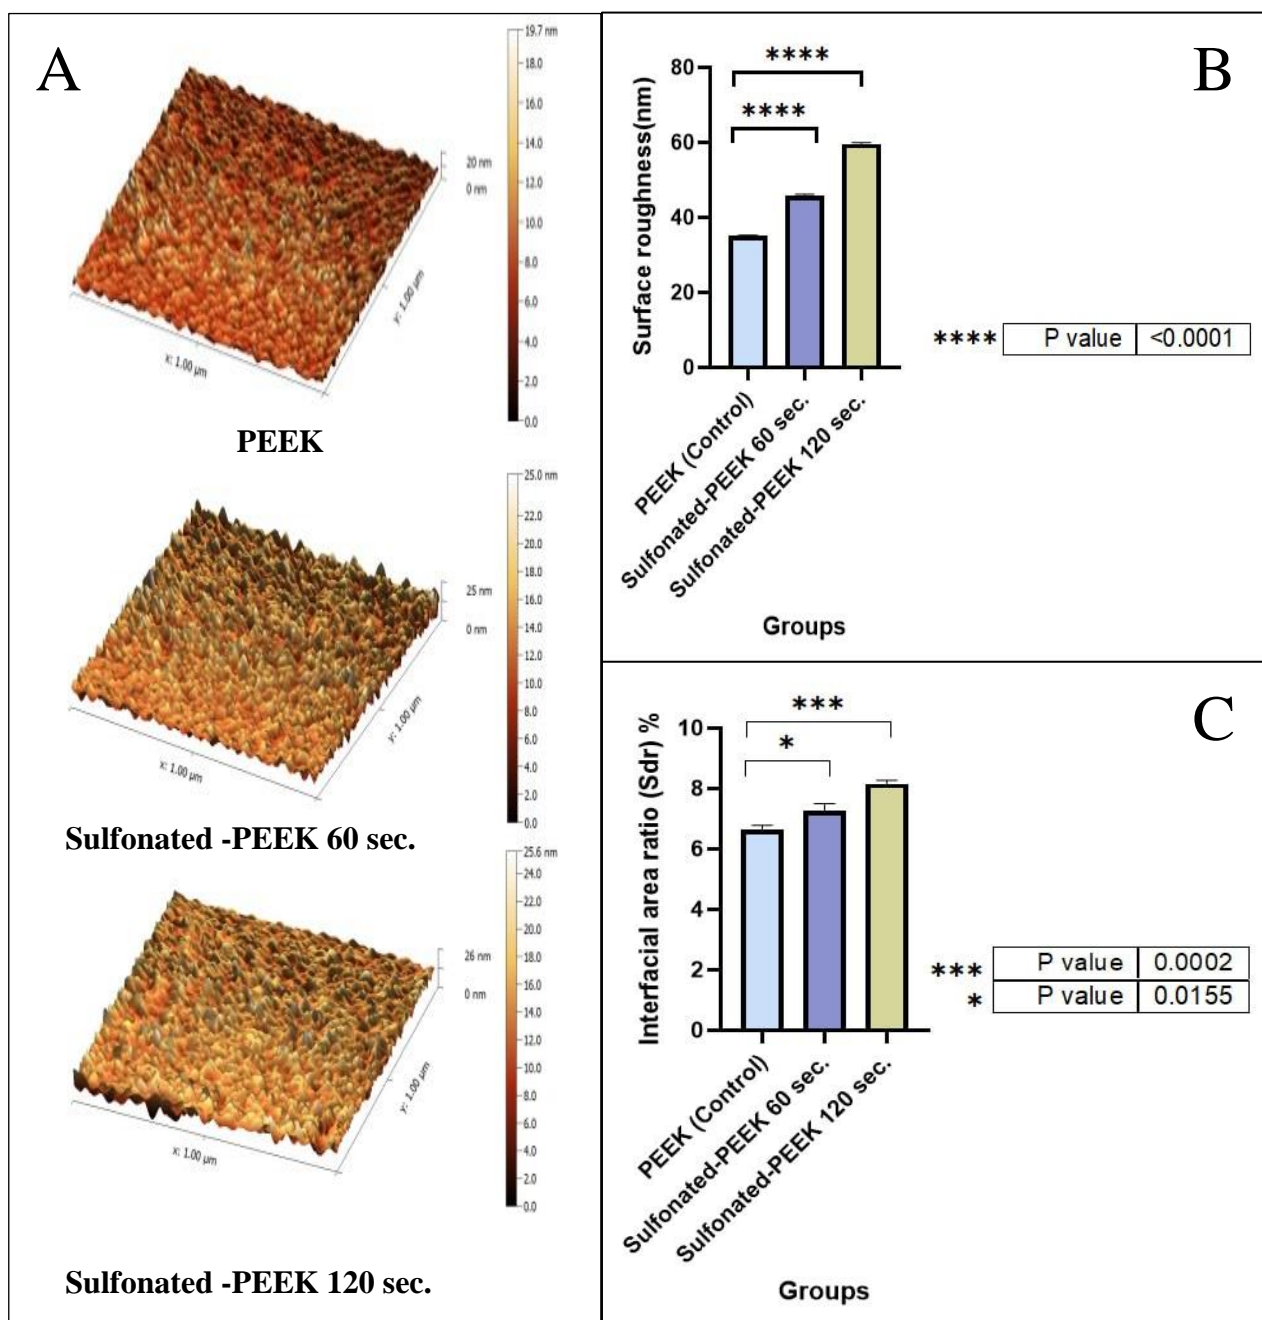 A
19.7 nm
18.0
16.0
14.0
12.0
10.0
8.0
6.0
4.0
2.0
0.0
20 nm
0 nm
y: 1.00 µm
x: 1.00 µm
PEEK
25.0 nm
22.0
20.0
18.0
16.0
14.0
12.0
10.0
8.0
6.0
4.0
2.0
0.0
25 nm
0 nm
y: 1.00 µm
x: 1.00 µm
Sulfonated -PEEK 60 sec.
25.6 nm
24.0
22.0
20.0
18.0
16.0
14.0
12.0
10.0
8.0
6.0
4.0
2.0
0.0
26 nm
0 nm
y: 1.00 µm
x: 1.00 µm
Sulfonated -PEEK 120 sec.
B
****
****
Surface roughness(nm)
80
60
40
20
0
PEEK (Control)
Sulfonated-PEEK 60 sec.
Sulfonated-PEEK 120 sec.
Groups
**** P value <0.0001
C
***
*
Interfacial area ratio (Sdr) %
10
8
6
4
2
0
PEEK (Control)
Sulfonated-PEEK 60 sec.
Sulfonated-PEEK 120 sec.
Groups
*** P value 0.0002
* P value 0.0155